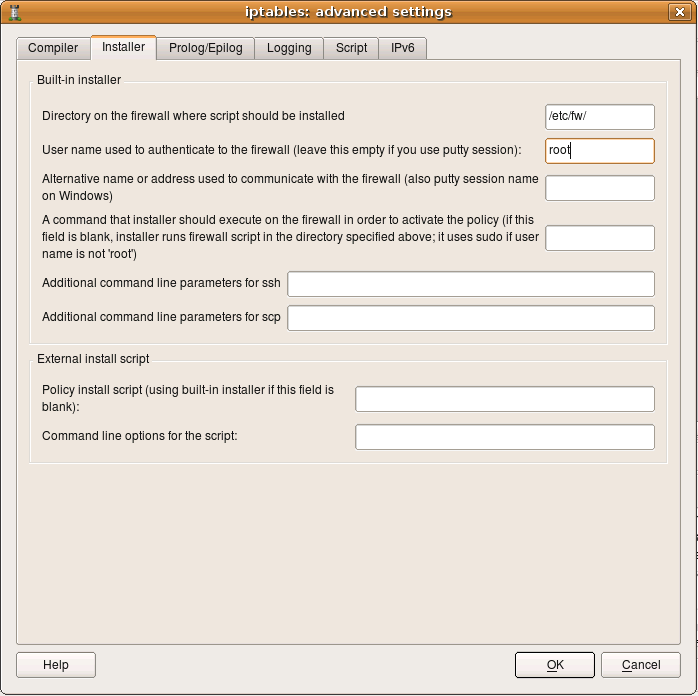 iptables: advanced settings
Compiler Installer Prolog/Epilog Logging Script IPv6
Built-in installer
Directory on the firewall where script should be installed /etc/fw/
User name used to authenticate to the firewall (leave this empty if you use putty session): root
Alternative name or address used to communicate with the firewall (also putty session name
on Windows)
A command that installer should execute on the firewall in order to activate the policy (if this
field is blank, installer runs firewall script in the directory specified above; it uses sudo if user
name is not 'root')
Additional command line parameters for ssh
Additional command line parameters for scp
External install script
Policy install script (using built-in installer if this field is
blank):
Command line options for the script:
Help OK Cancel